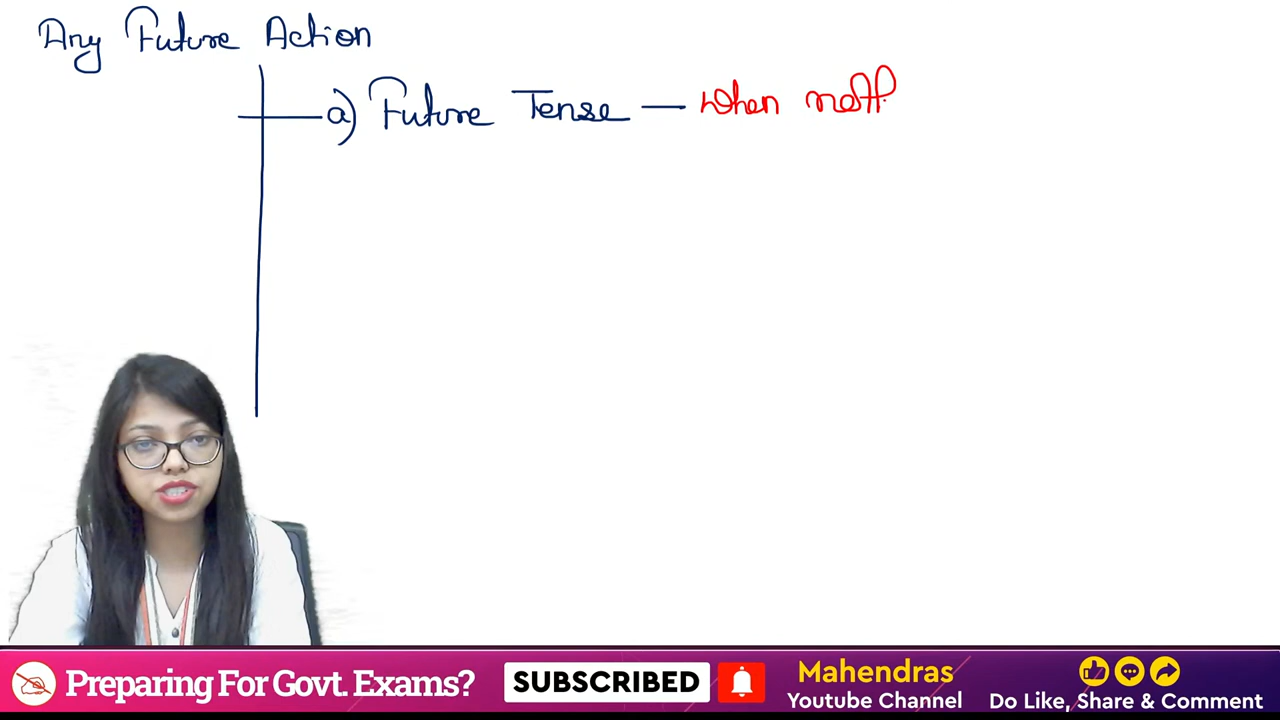 Any Future Action
a) Future Tense — when
Preparing For Govt. Exams?
SUBSCRIBED
Mahendras
Youtube Channel
Do Like, Share & Comment